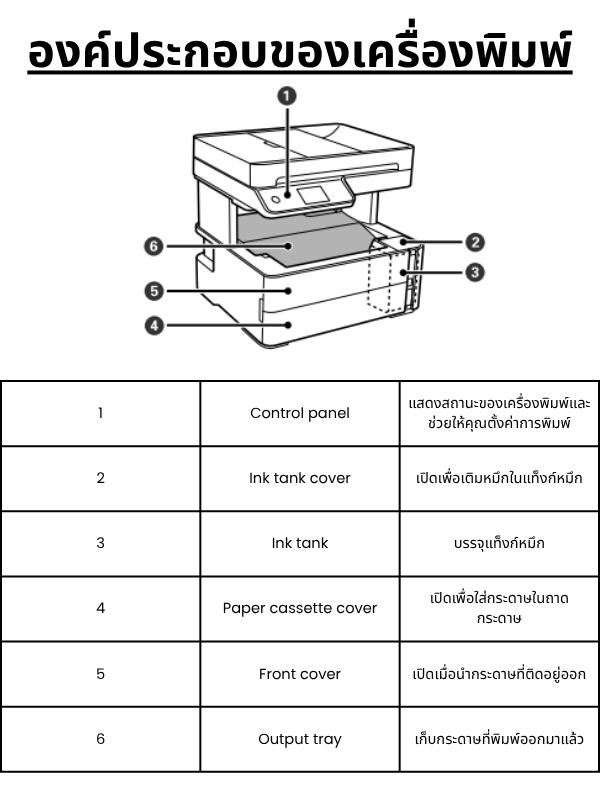 องค์ประกอบของเครื่องพิมพ์
1
2
6
3
5
4
1 Control panel แสดงสถานะของเครื่องพิมพ์และ
ช่วยให้คุณตั้งค่าการพิมพ์
2 Ink tank cover เปิดเพื่อเติมหมึกในแท็งก์หมึก
3 Ink tank บรรจุแท็งก์หมึก
4 Paper cassette cover เปิดเพื่อใส่กระดาษในถาด
กระดาษ
5 Front cover เปิดเมื่อนำกระดาษที่ติดอยู่ออก
6 Output tray เก็บกระดาษที่พิมพ์ออกมาแล้ว